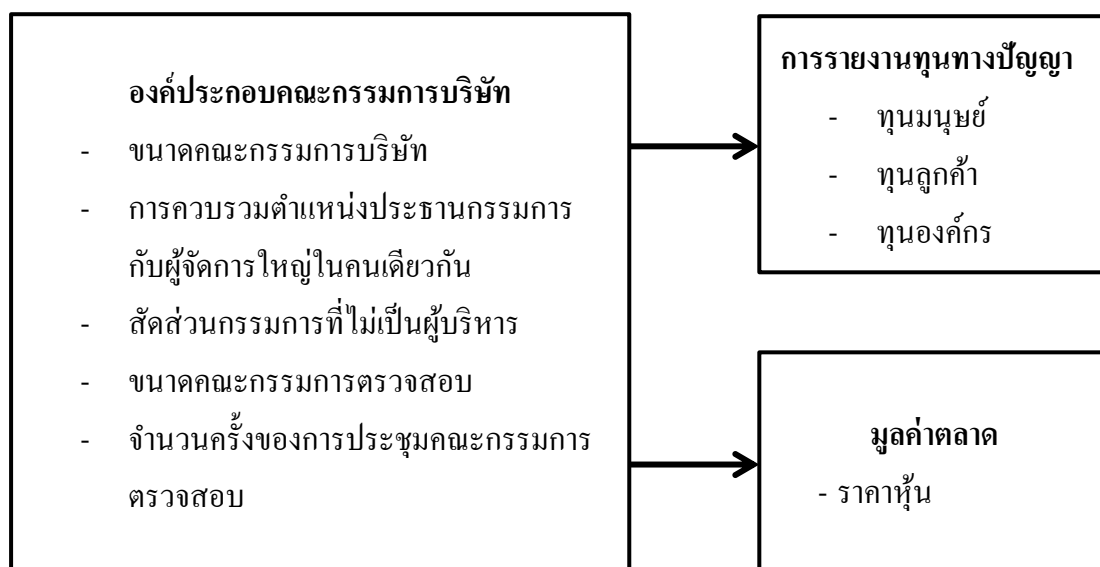 องค์ประกอบคณะกรรมการบริษัท
- ขนาดคณะกรรมการบริษัท
- การควบรวมตำแหน่งประธานกรรมการ
กับผู้จัดการใหญ่ในคนเดียวกัน
- สัดส่วนกรรมการที่ไม่เป็นผู้บริหาร
- ขนาดคณะกรรมการตรวจสอบ
- จำนวนครั้งของการประชุมคณะกรรมการ
ตรวจสอบ
การรายงานทุนทางปัญญา
- ทุนมนุษย์
- ทุนลูกค้า
- ทุนองค์กร
มูลค่าตลาด
- ราคาหุ้น